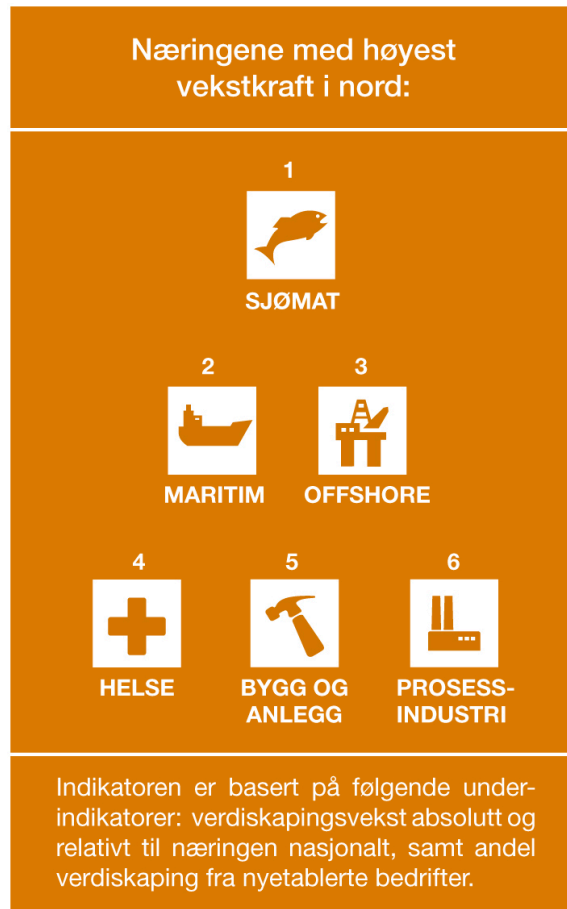 Næringene med høyest
vekstkraft i nord:
1
SJØMAT
2 3
MARITIM OFFSHORE
4 5 6
HELSE BYGG OG PROSESS-
ANLEGG INDUSTRI
Indikatoren er basert på følgende under-
indikatorer: verdiskapingsvekst absolutt og
relativt til næringen nasjonalt, samt andel
verdiskaping fra nyetablerte bedrifter.